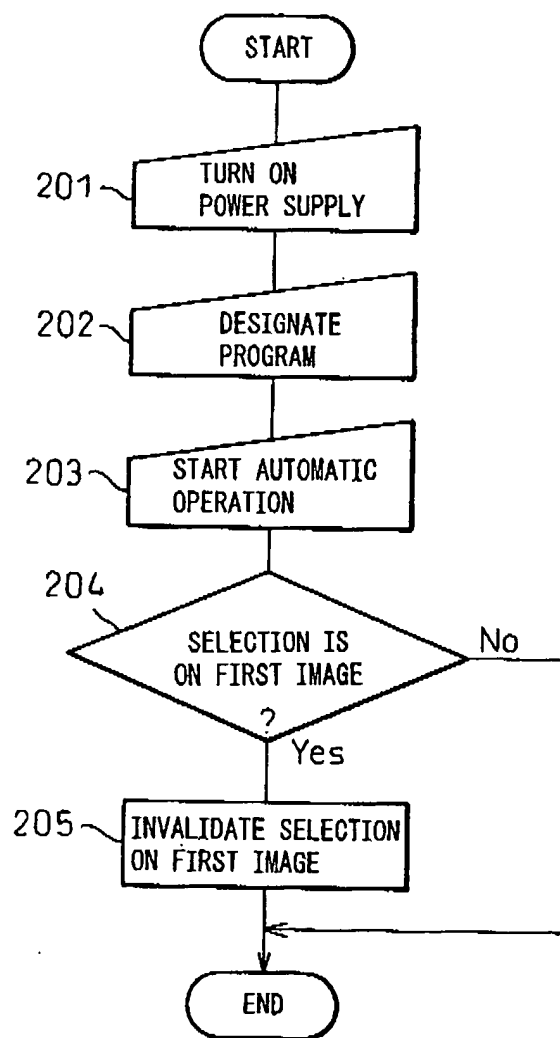 START
201
TURN ON
POWER SUPPLY
202
DESIGNATE
PROGRAM
203
START AUTOMATIC
OPERATION
204
SELECTION IS
ON FIRST IMAGE
?
No
Yes
205
INVALIDATE SELECTION
ON FIRST IMAGE
END